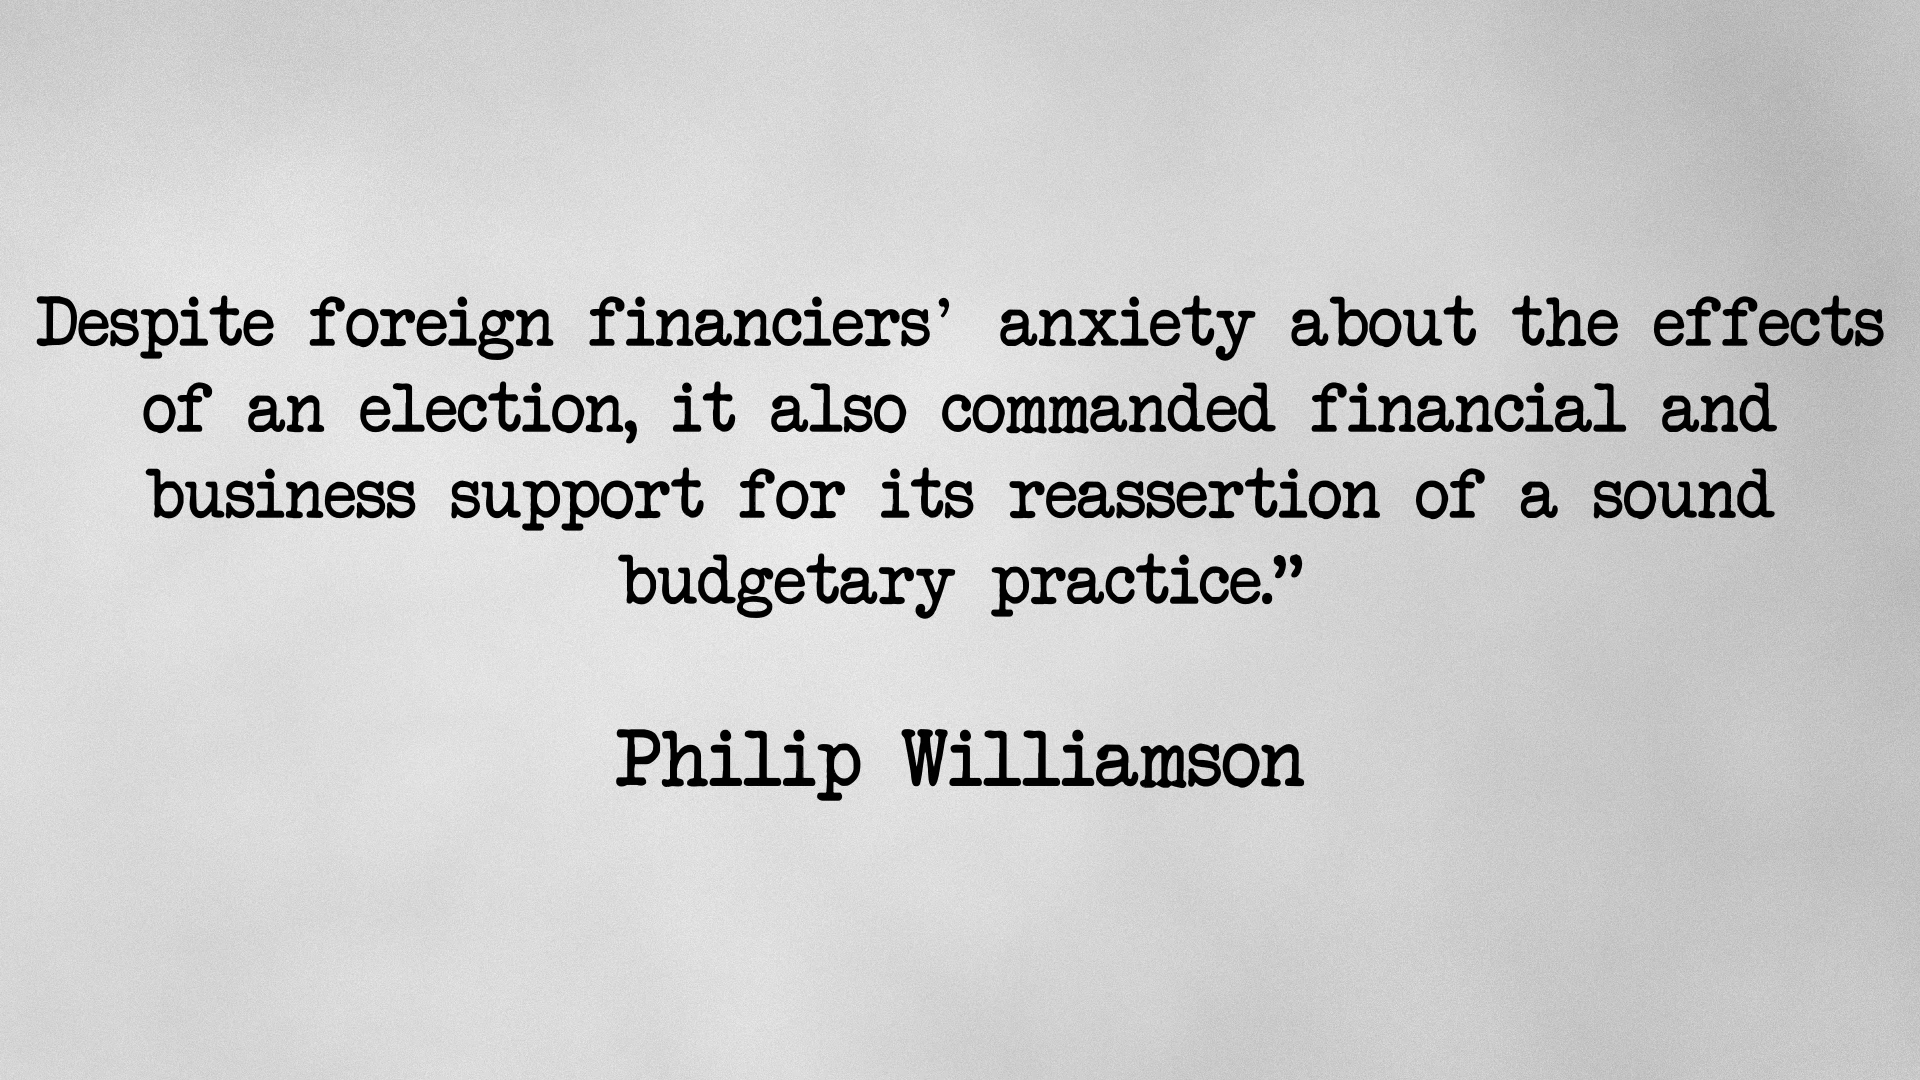 Despite foreign financiers’ anxiety about the effects
of an election, it also commanded financial and
business support for its reassertion of a sound
budgetary practice.”
Philip Williamson